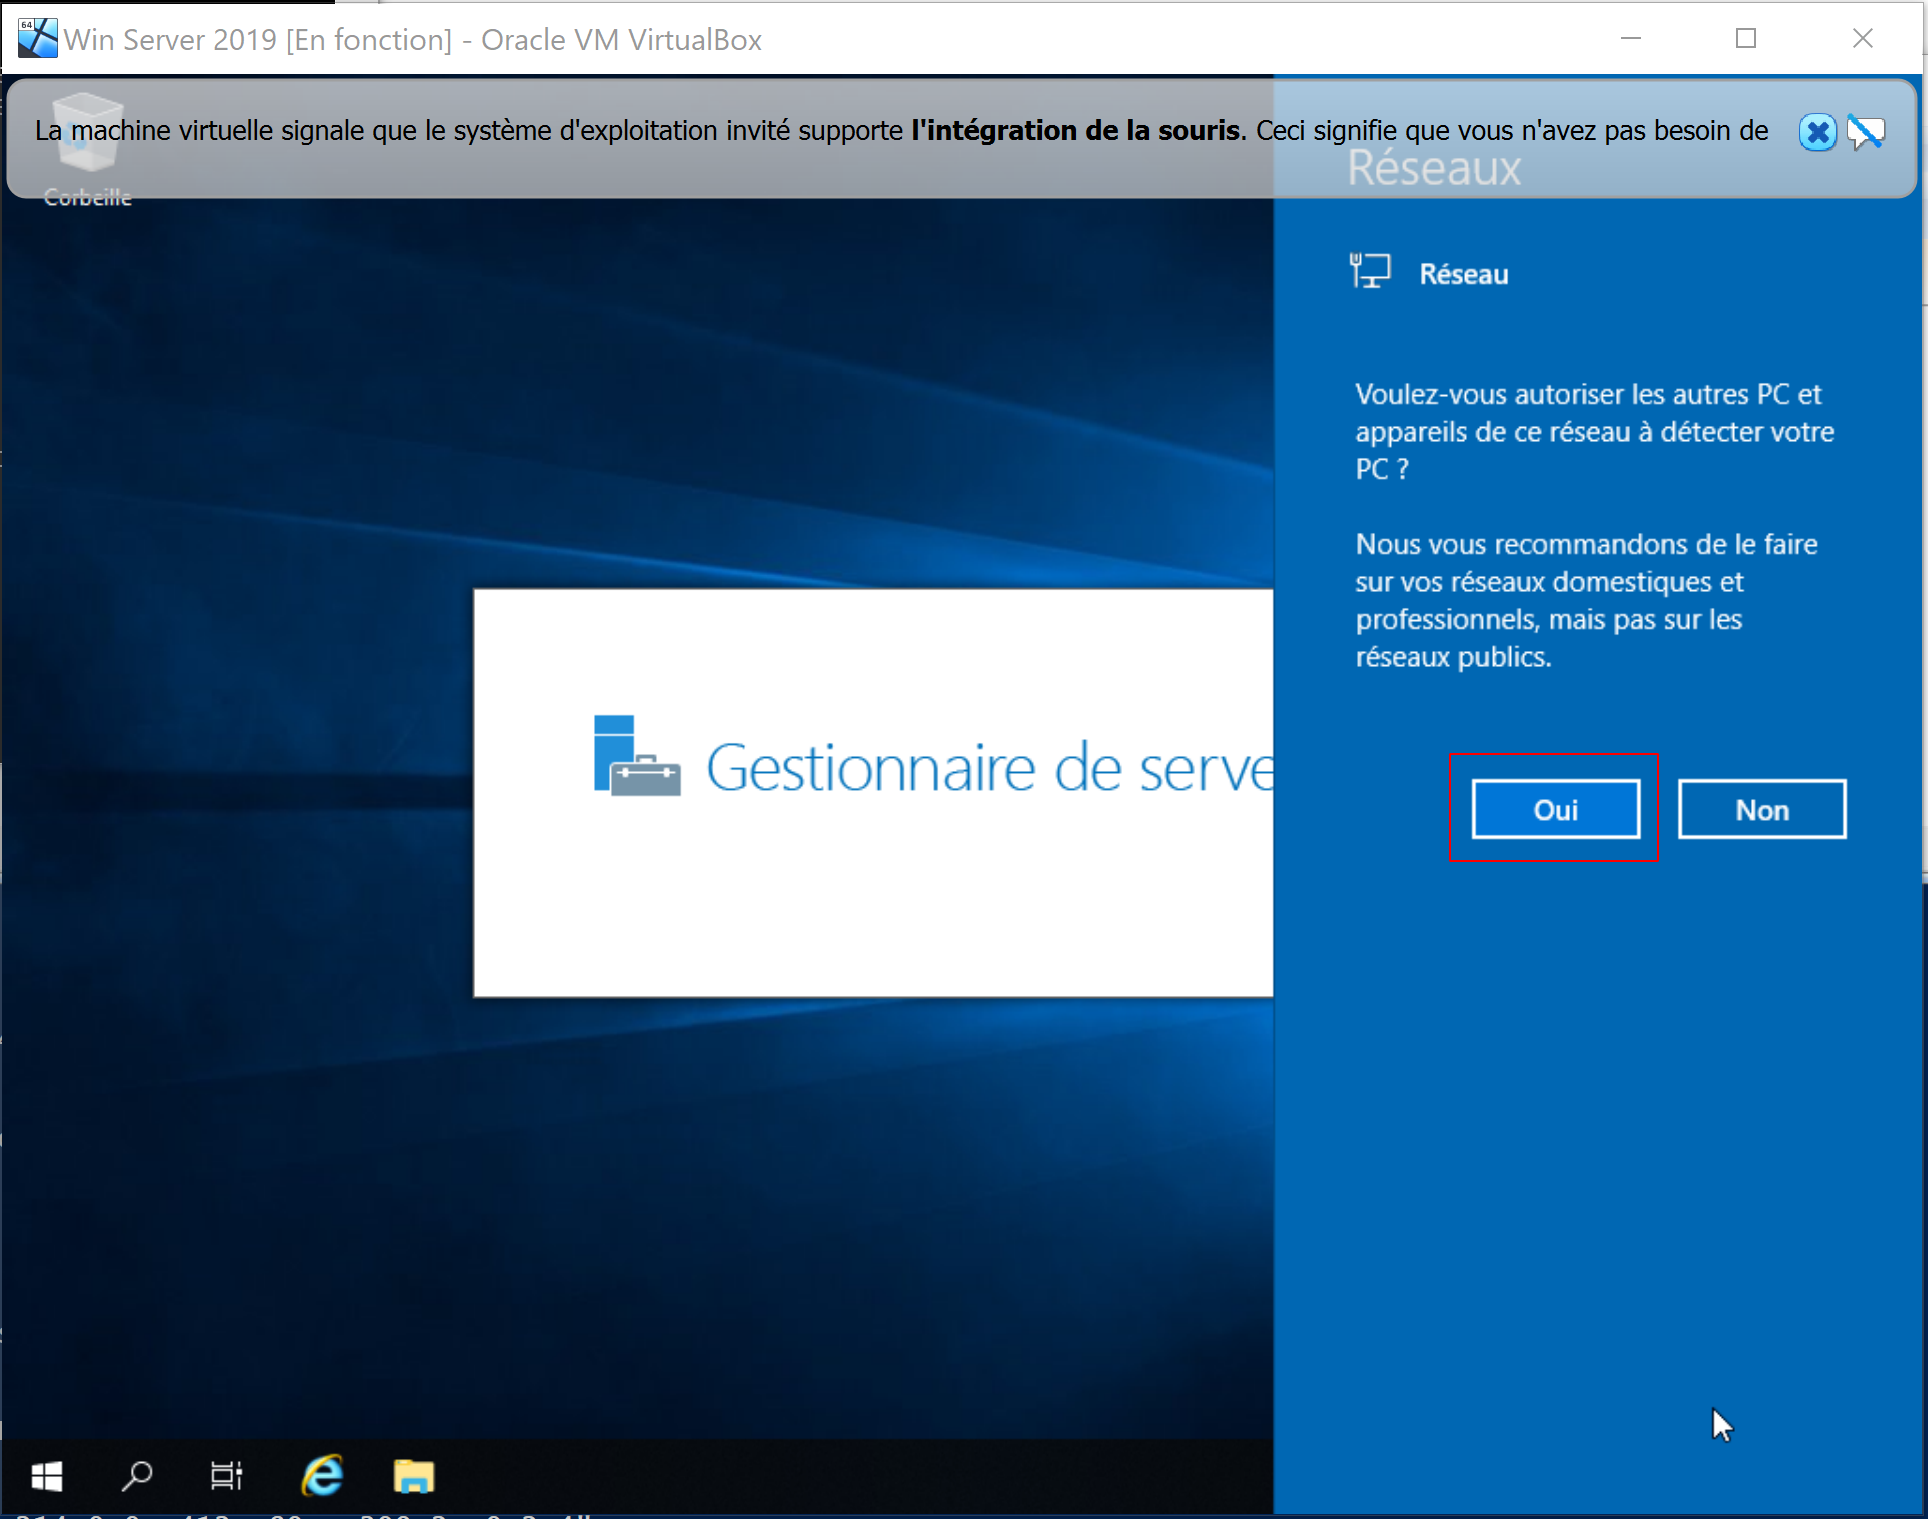 Win Server 2019 [En fonction] - Oracle VM VirtualBox
La machine virtuelle signale que le système d'exploitation invité supporte l'intégration de la souris. Ceci signifie que vous n'avez pas besoin de
Corbeille
Réseaux
Réseau
Voulez-vous autoriser les autres PC et
appareils de ce réseau à détecter votre
PC ?
Nous vous recommandons de le faire
sur vos réseaux domestiques et
professionnels, mais pas sur les
réseaux publics.
Oui
Non
Gestionnaire de serve